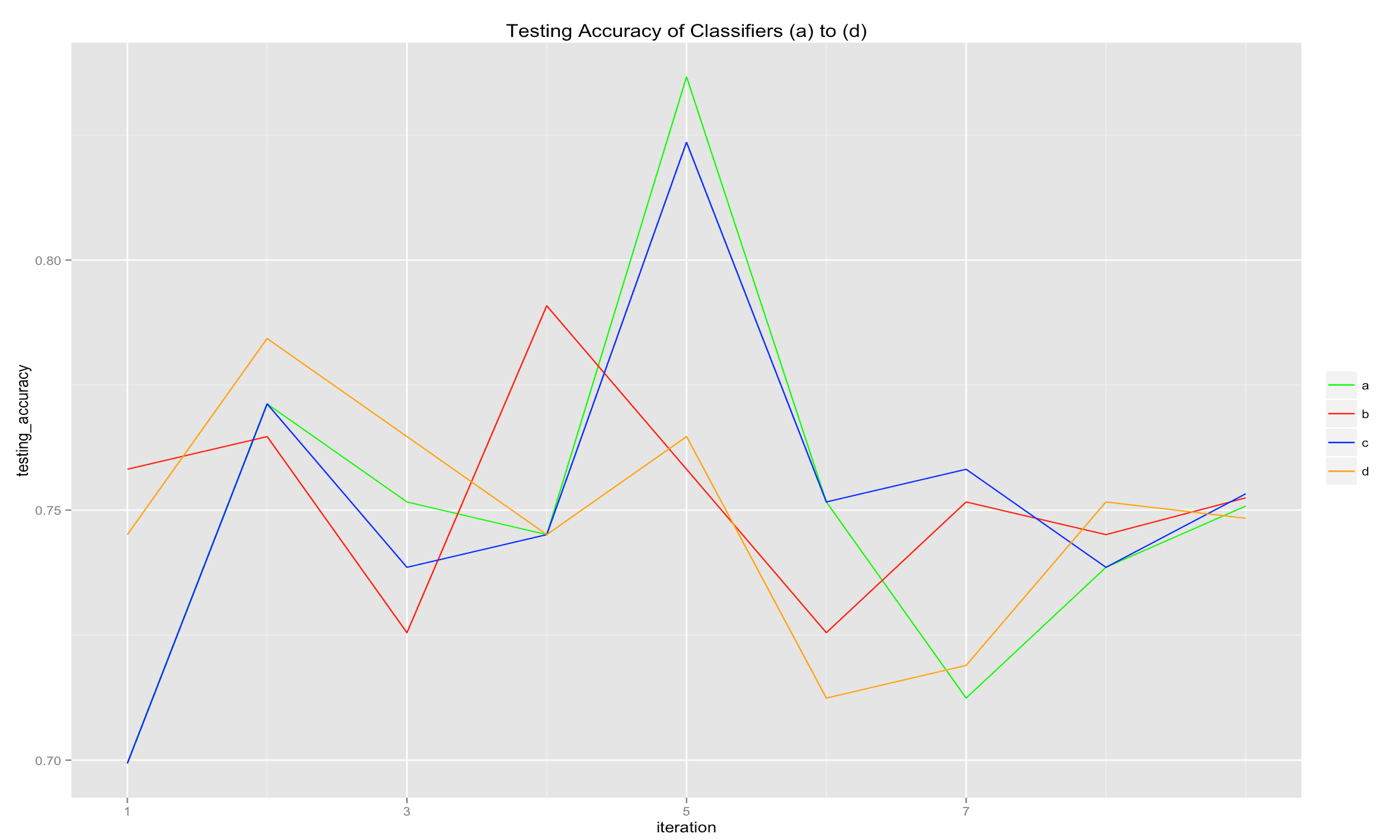 Testing Accuracy of Classifiers (a) to (d)
testing_accuracy
0.80
0.75
0.70
1
3
5
7
iteration
a
b
c
d